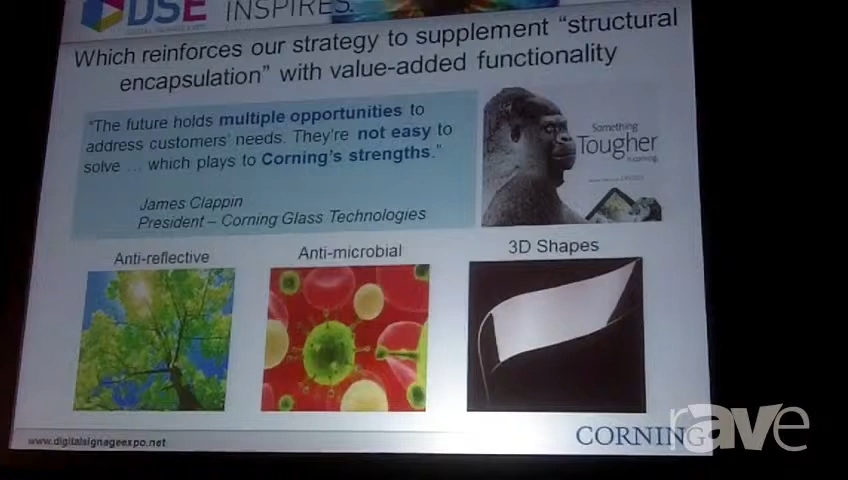 DSE INSPIRES
Which reinforces our strategy to supplement "structural
encapsulation" with value-added functionality
"The future holds multiple opportunities to
address customers' needs. They're not easy to
solve … which plays to Corning's strengths."
James Clappin
President – Corning Glass Technologies
Something
Tougher
is coming.
Anti-reflective
Anti-microbial
3D Shapes
www.digitalsignageexpo.net
CORNING
rAVe